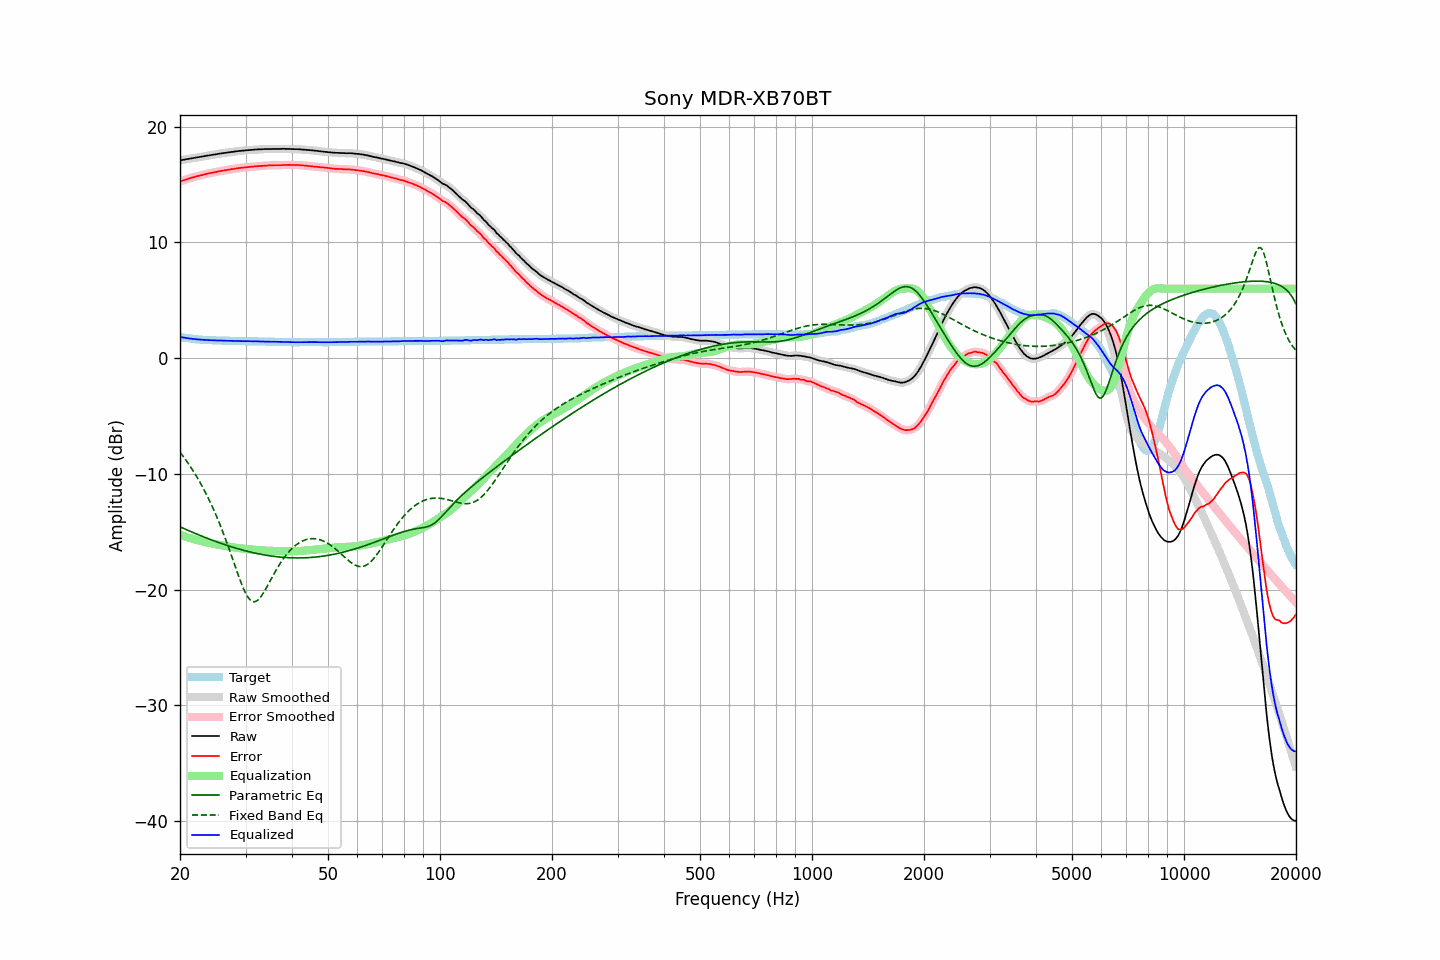 Sony MDR-XB70BT
Amplitude (dBr)
20
10
0
−10
−20
−30
−40
Target
Raw Smoothed
Error Smoothed
Raw
Error
Equalization
Parametric Eq
Fixed Band Eq
Equalized
20 50 100 200 500 1000 2000 5000 10000 20000
Frequency (Hz)